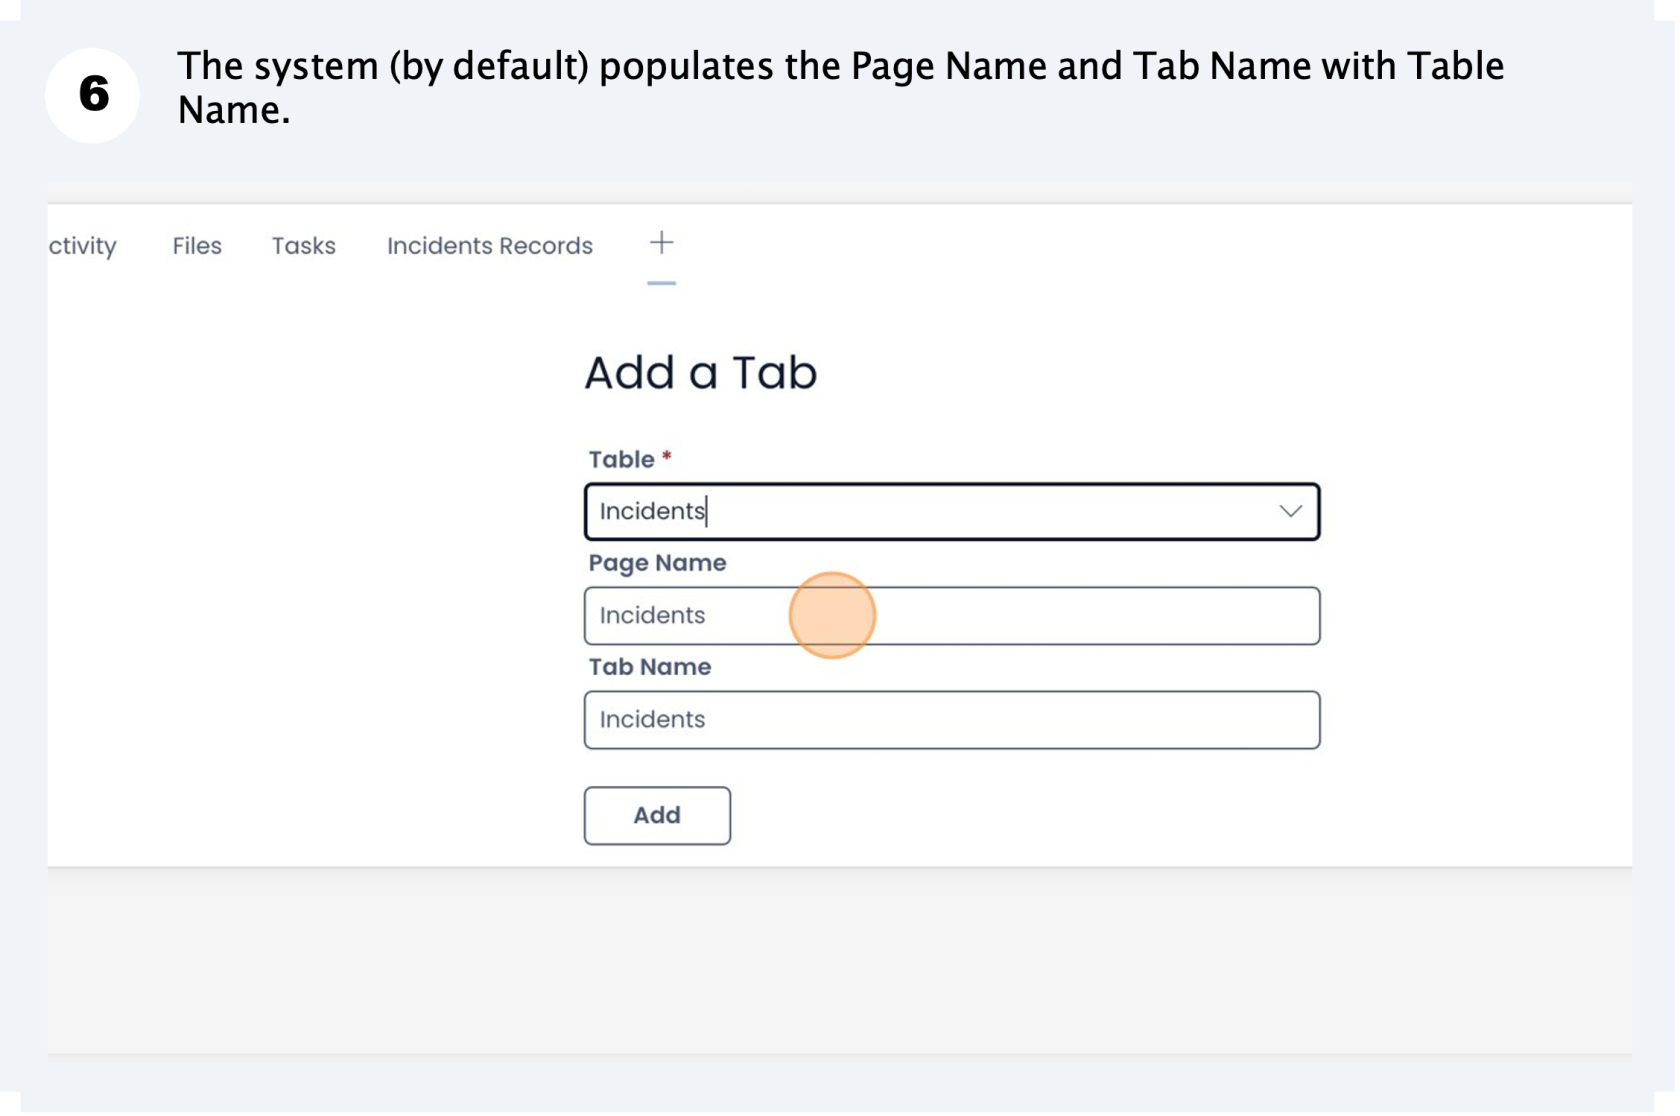 6
The system (by default) populates the Page Name and Tab Name with Table
Name.
ctivity Files Tasks Incidents Records +
Add a Tab
Table *
Incidents
Page Name
Incidents
Tab Name
Incidents
Add